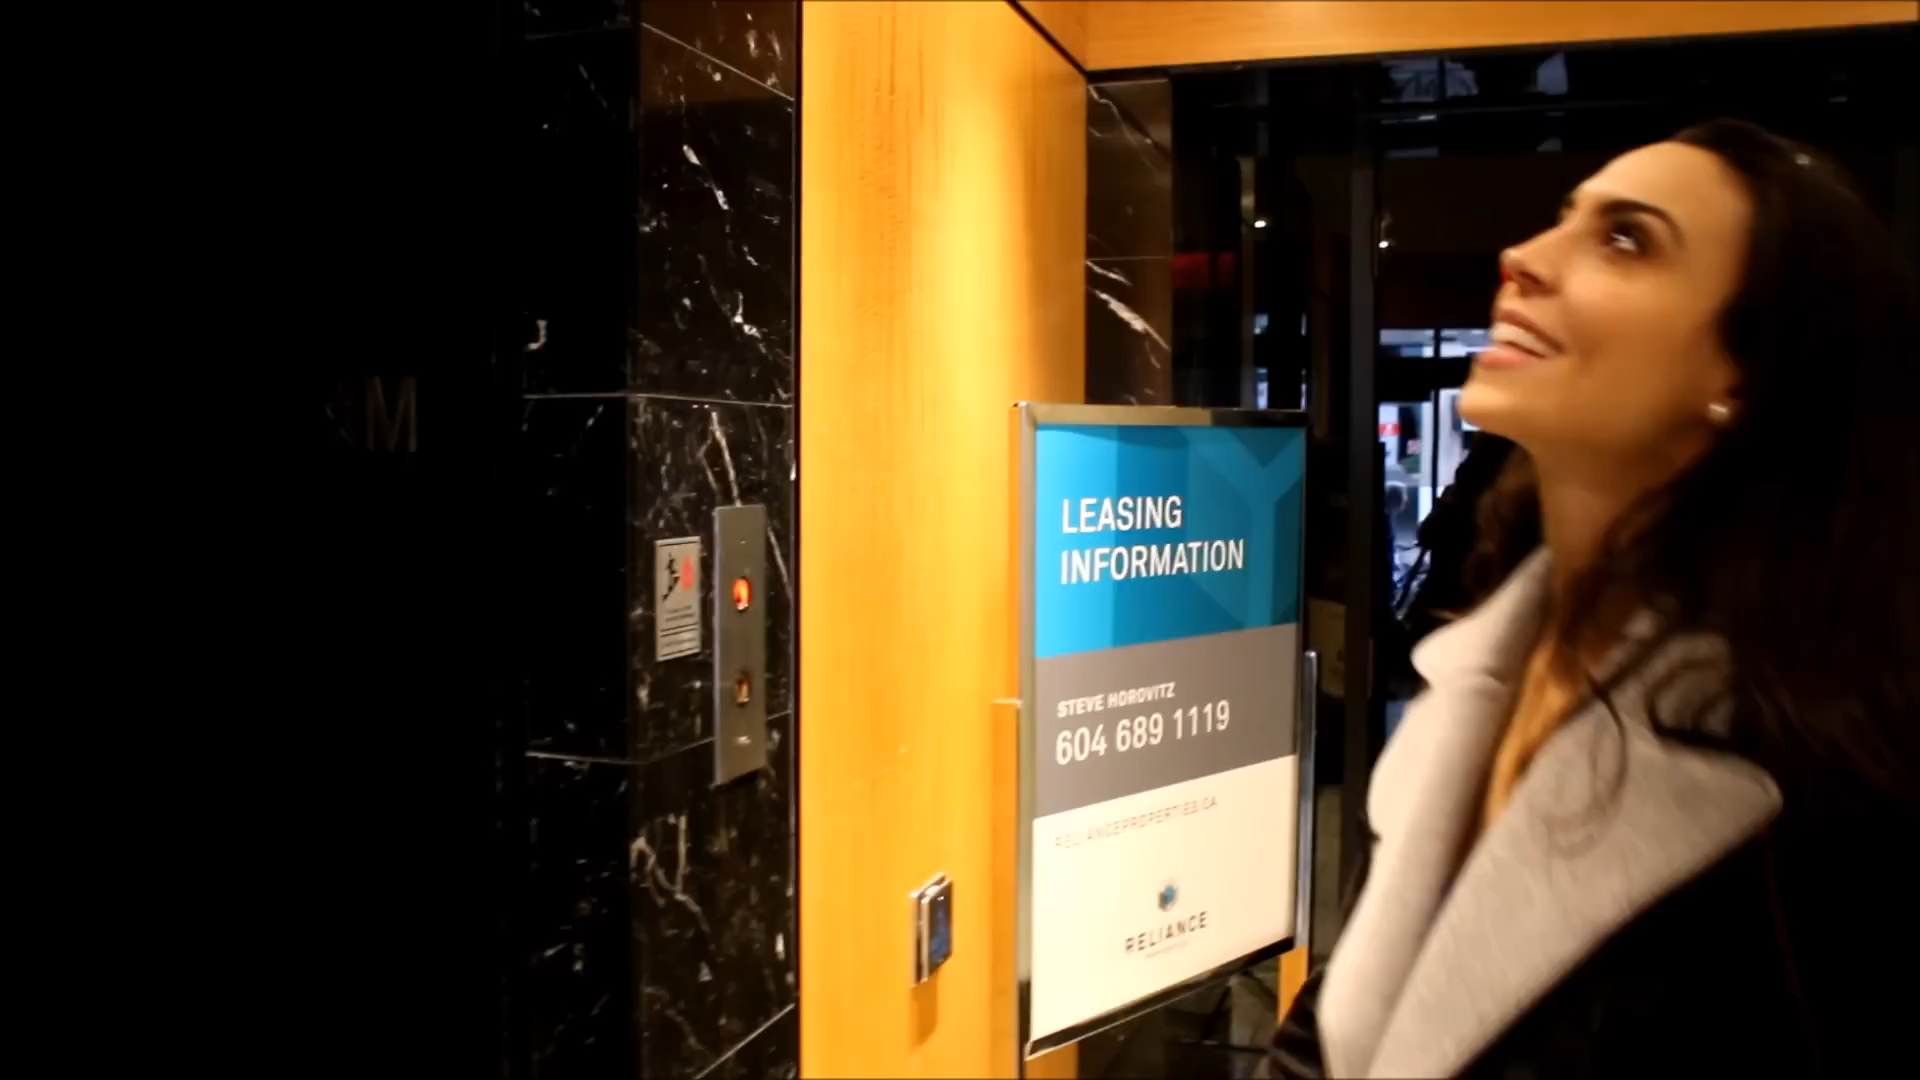 M
LEASING
INFORMATION
STEVE HOROVITZ
604 689 1119
RELIANCEPROPERTIES.CA
RELIANCE